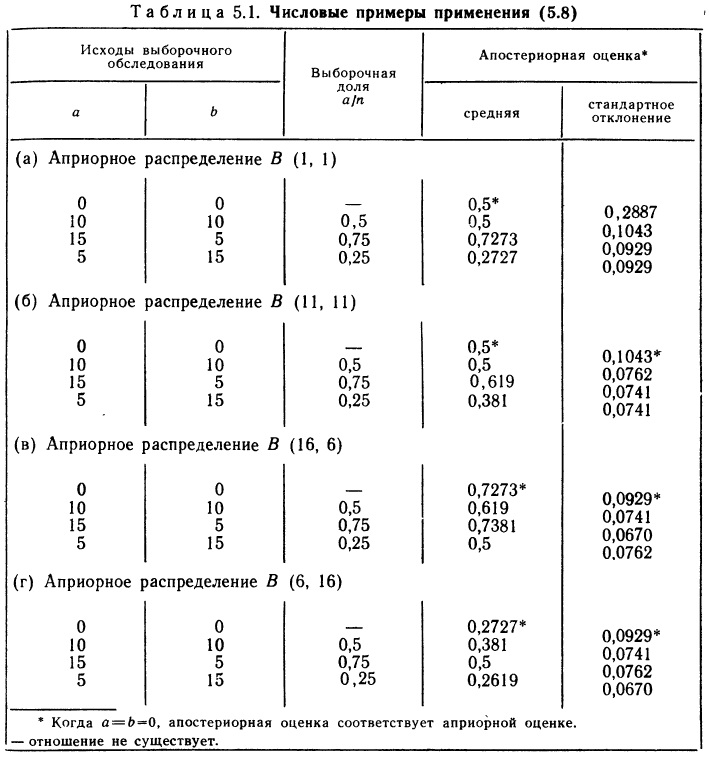 Таблица 5.1. Числовые примеры применения (5.8)
Исходы выборочного обследования | Выборочная доля a/n | Апостериорная оценка*
a | b | средняя | стандартное отклонение
(а) Априорное распределение B (1, 1)
0 0 — 0,5* 0,2887
10 10 0,5 0,5 0,1043
15 5 0,75 0,7273 0,0929
5 15 0,25 0,2727 0,0929
(б) Априорное распределение B (11, 11)
0 0 — 0,5* 0,1043*
10 10 0,5 0,5 0,0762
15 5 0,75 0,619 0,0741
5 15 0,25 0,381 0,0741
(в) Априорное распределение B (16, 6)
0 0 — 0,7273* 0,0929*
10 10 0,5 0,619 0,0741
15 5 0,75 0,7381 0,0670
5 15 0,25 0,5 0,0762
(г) Априорное распределение B (6, 16)
0 0 — 0,2727* 0,0929*
10 10 0,5 0,381 0,0741
15 5 0,75 0,5 0,0762
5 15 0,25 0,2619 0,0670
* Когда a=b=0, апостериорная оценка соответствует априорной оценке.
— отношение не существует.